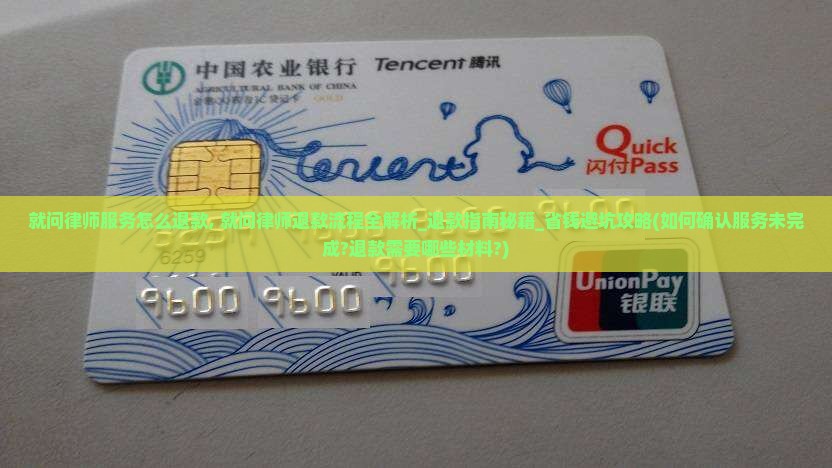 中国农业银行 Tencent 腾讯
AGRICULTURAL BANK OF CHINA
GOLD
Tencent
Quick
闪付Pass
就问律师服务怎么退款_就问律师退款流程全解析_退款指南秘籍_省钱避坑攻略(如何确认服务未完
成?退款需要哪些材料?)
6259
9600
UnionPay
银联
9600 9600